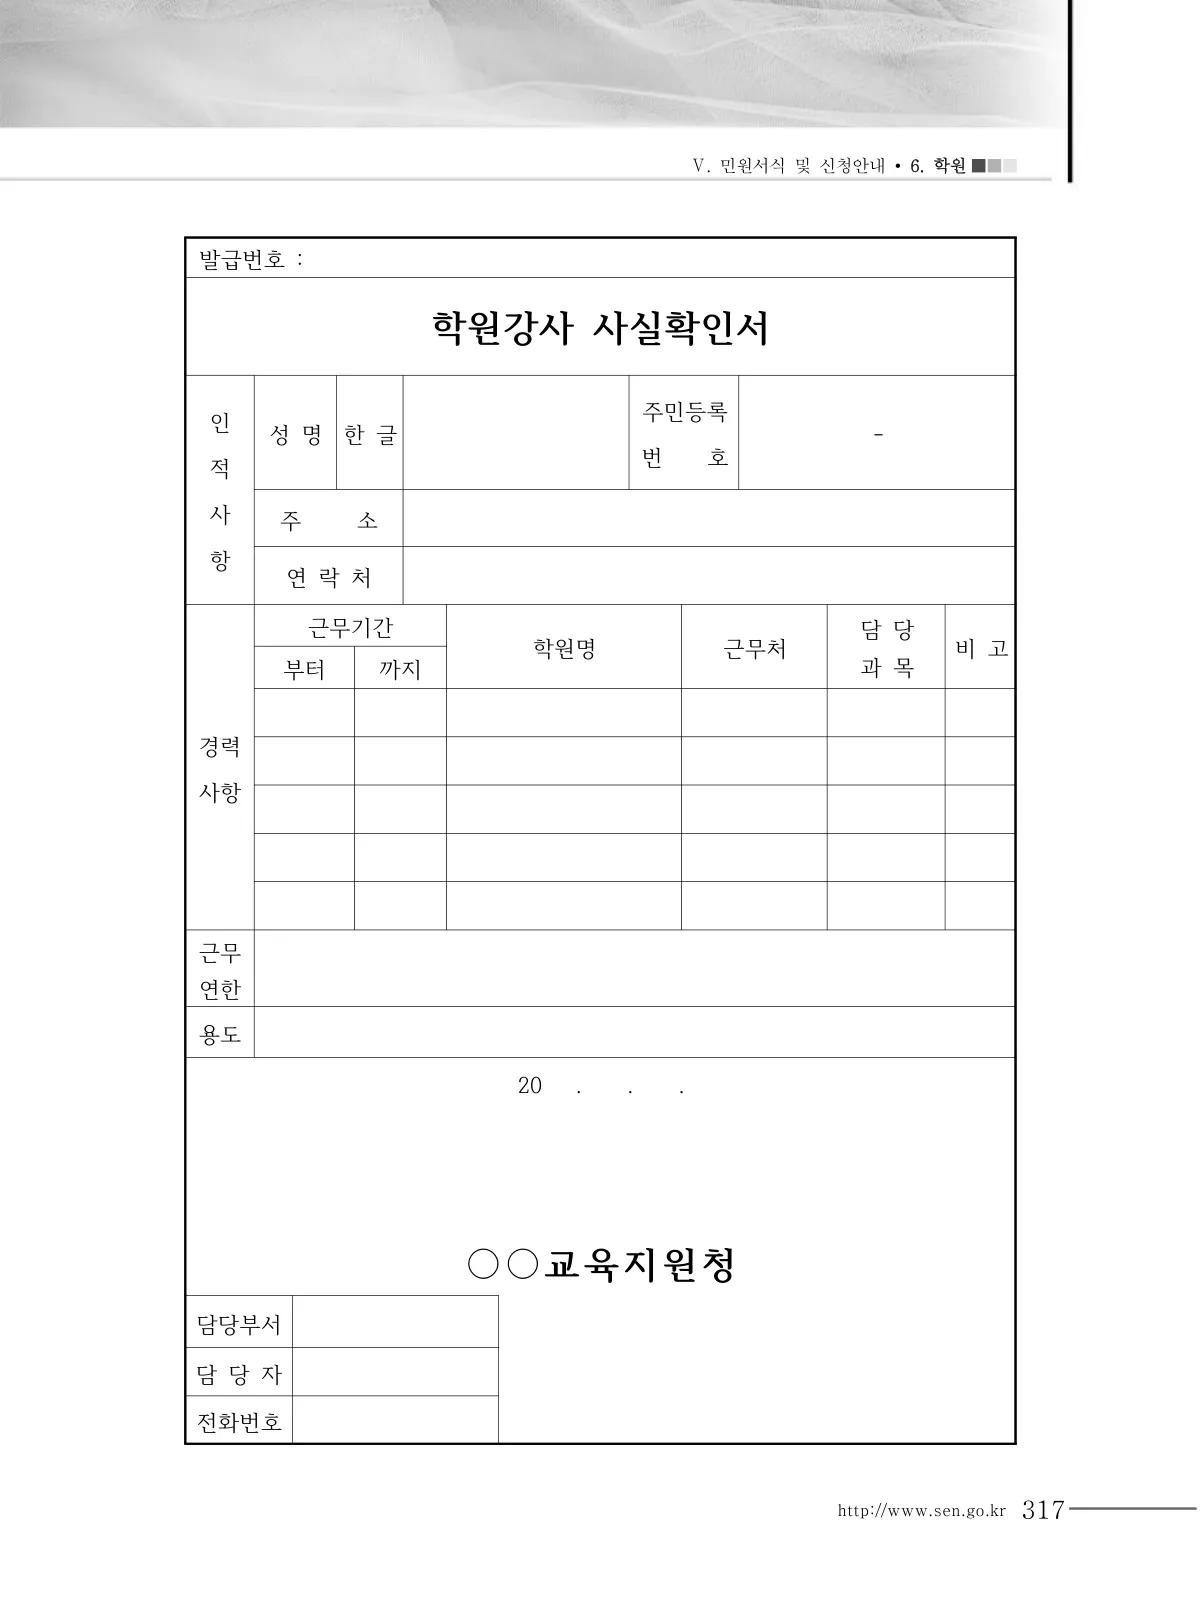 Ⅴ. 민원서식 및 신청안내 • 6. 학원
발급번호 :
학원강사 사실확인서
인적사항
성 명 한 글
주민등록
번 호
-
주 소
연 락 처
경력
사항
근무기간
부터 까지
학원명
근무처
담 당
과 목
비 고
근무
연한
용도
20 . . .
○○교육지원청
담당부서
담 당 자
전화번호
http://www.sen.go.kr 317